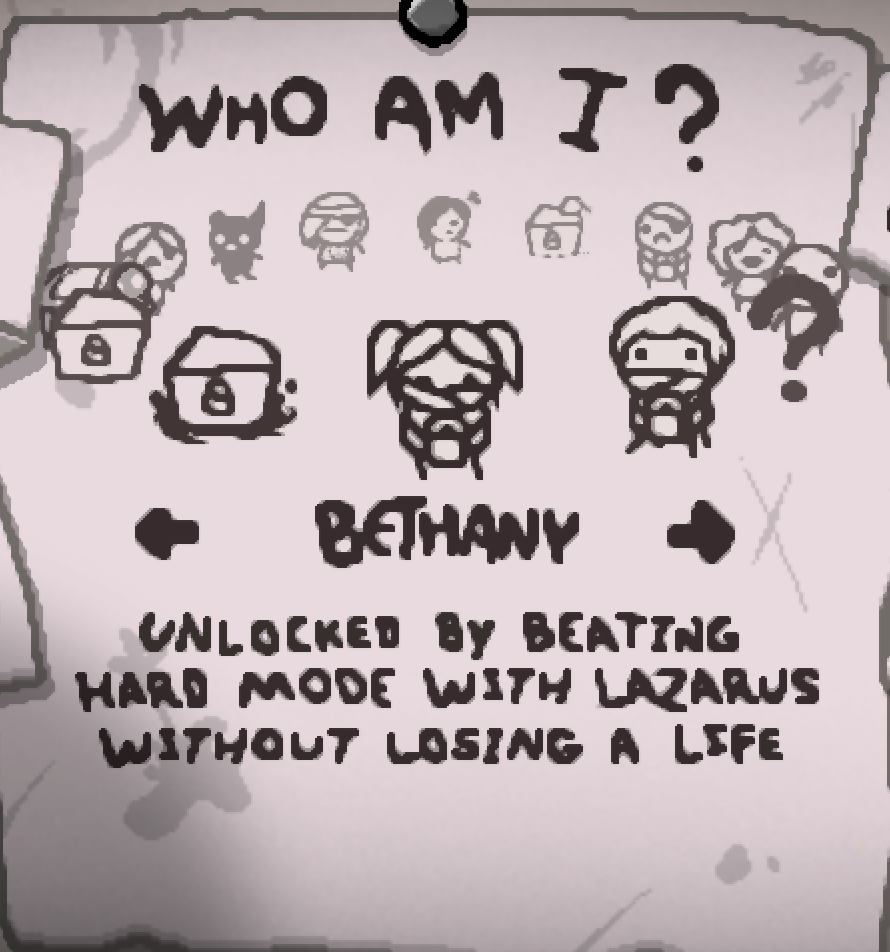 WHO AM I?
?
BETHANY
UNLOCKED BY BEATING
HARD MODE WITH LAZARUS
WITHOUT LOSING A LIFE